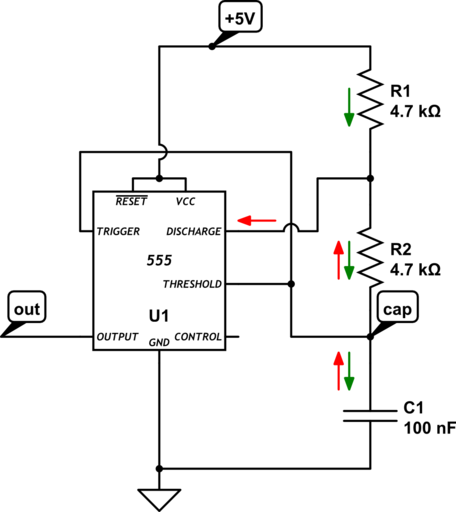 +5V
R1
4.7 kΩ
RESET VCC
TRIGGER DISCHARGE
555
R2
4.7 kΩ
THRESHOLD
out
U1
cap
OUTPUT GND CONTROL
C1
100 nF